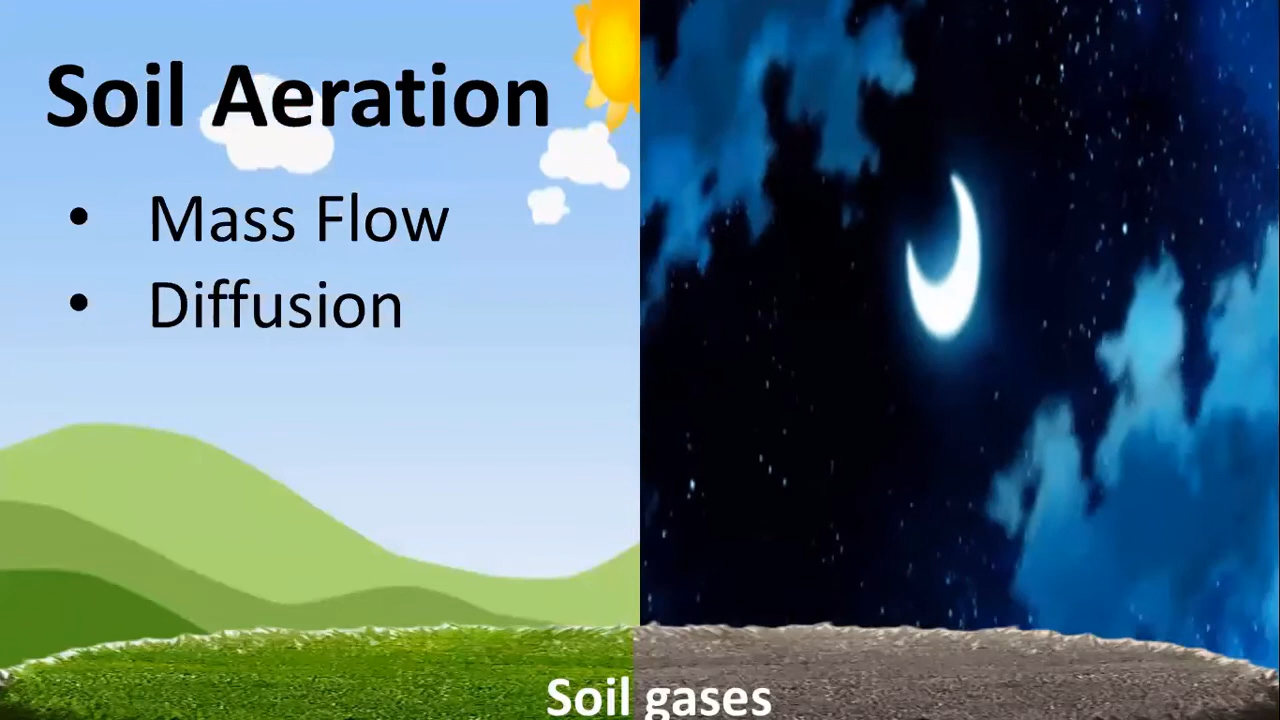 Soil Aeration
• Mass Flow
• Diffusion
Soil gases